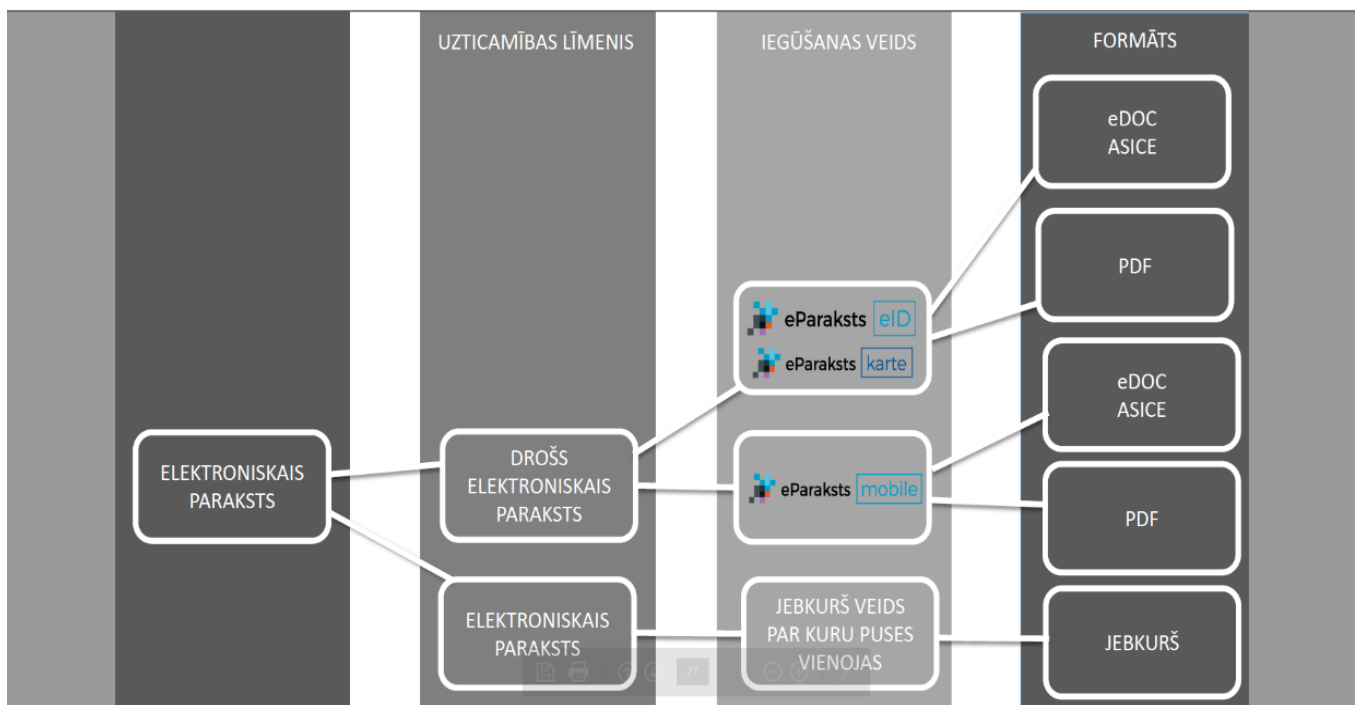 UZTICAMĪBAS LĪMENIS
IEGŪŠANAS VEIDS
FORMĀTS
eDOC
ASICE
PDF
eParaksts eID
eParaksts karte
eDOC
ASICE
ELEKTRONISKAIS
PARAKSTS
DROŠS
ELEKTRONISKAIS
PARAKSTS
eParaksts mobile
PDF
ELEKTRONISKAIS
PARAKSTS
JEBKURŠ VEIDS
PAR KURU PUSES
VIENOJAS
JEBKURŠ
27